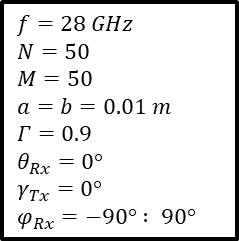 f = 28 GHz
N = 50
M = 50
a = b = 0.01 m
Γ = 0.9
θ_Rx = 0°
γ_Tx = 0°
φ_Rx = −90° : 90°